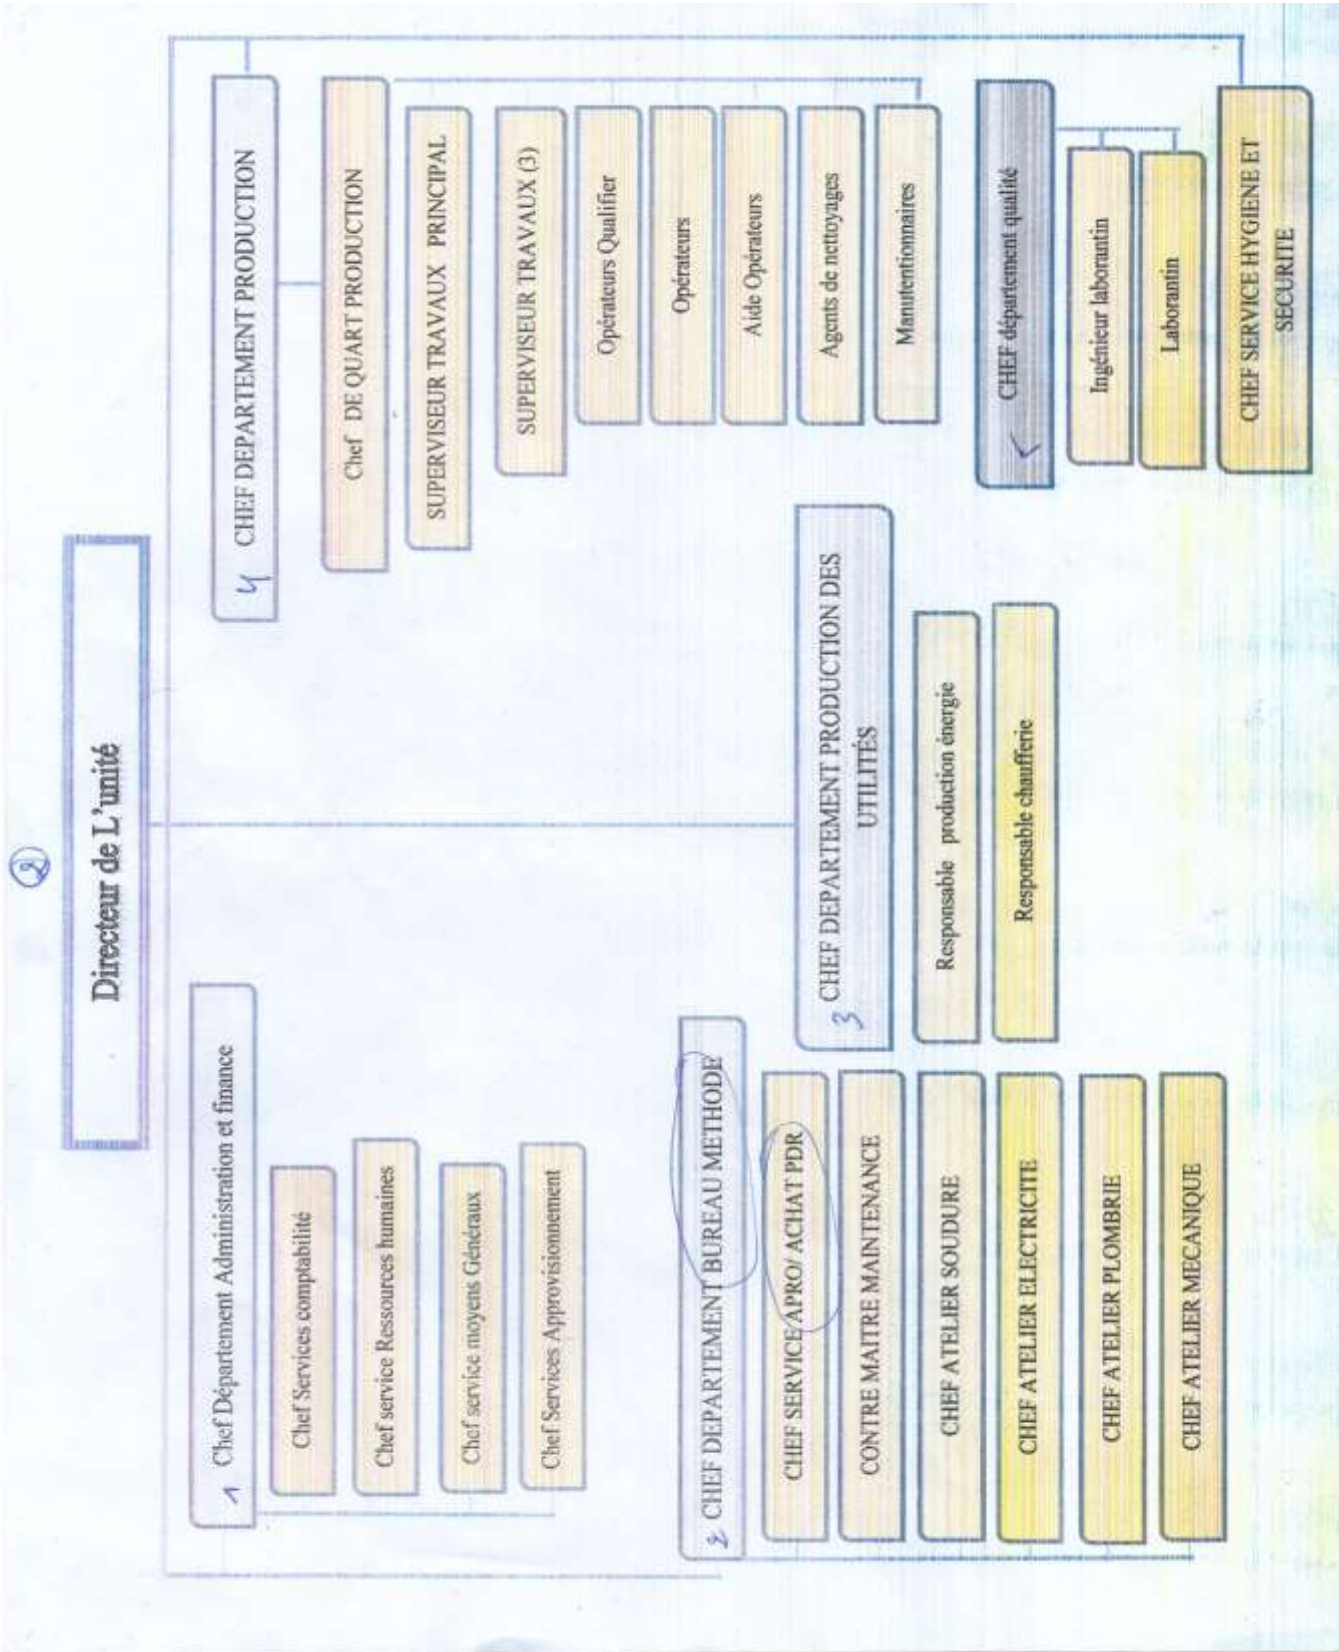 2
Directeur de L'unité
1 Chef Département Administration et finance
Chef Services comptabilité
Chef service Ressources humaines
Chef service moyens Généraux
Chef Services Approvisionnement
2 CHEF DEPARTEMENT BUREAU METHODE
CHEF SERVICE APRO/ ACHAT PDR
CONTRE MAITRE MAINTENANCE
CHEF ATELIER SOUDURE
CHEF ATELIER ELECTRICITE
CHEF ATELIER PLOMBRIE
CHEF ATELIER MECANIQUE
3 CHEF DEPARTEMENT PRODUCTION DES
UTILITÉS
Responsable production énergie
Responsable chaufferie
4 CHEF DEPARTEMENT PRODUCTION
Chef DE QUART PRODUCTION
SUPERVISEUR TRAVAUX PRINCIPAL
SUPERVISEUR TRAVAUX (3)
Opérateurs Qualifier
Opérateurs
Aide Opérateurs
Agents de nettoyages
Manutentionnaires
CHEF département qualité
Ingénieur laborantin
Laborantin
CHEF SERVICE HYGIENE ET
SECURITE